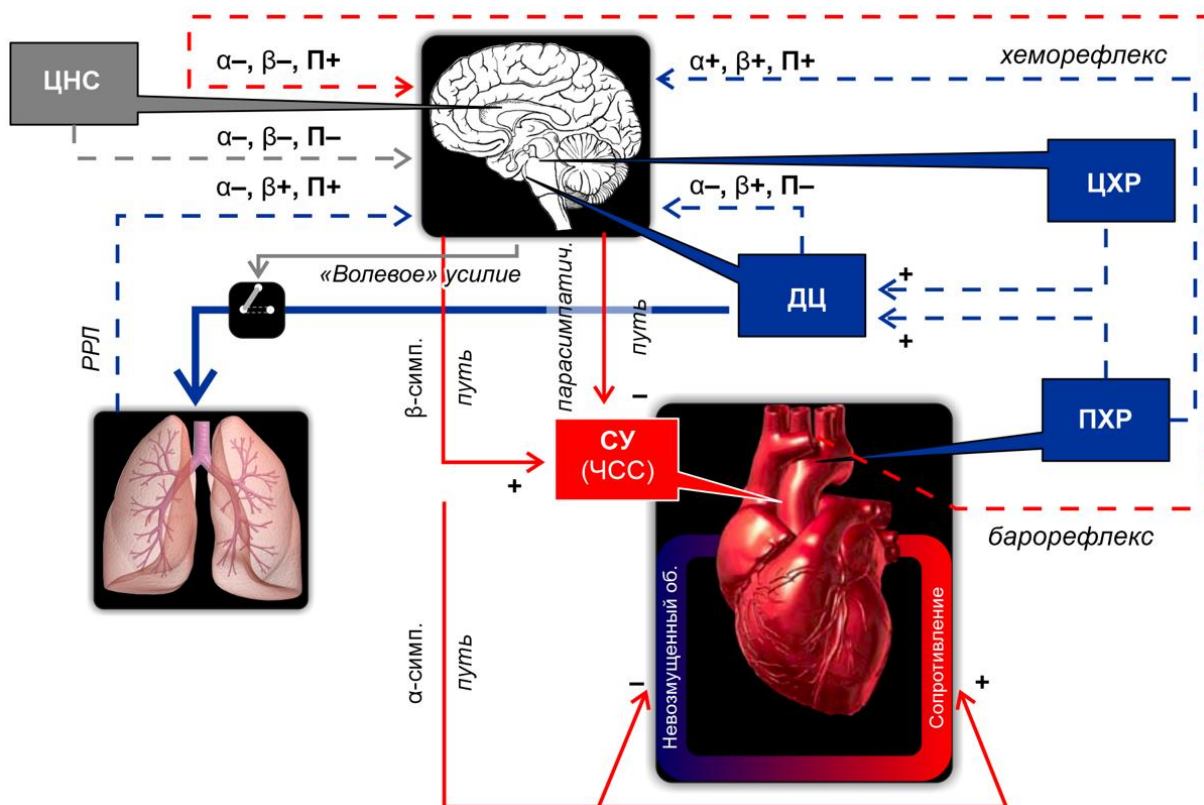 ЦНС
α–, β–, П+
α+, β+, П+
хеморефлекс
α–, β–, П–
α–, β+, П+
α–, β+, П–
ЦХР
«Волевое» усилие
ДЦ
+
+
РРЛ
β-симп.
путь
парасимпатич.
путь
–
ПХР
СУ
(ЧСС)
+
барорефлекс
α-симп.
путь
–
Невозмущенный об.
Сопротивление
+